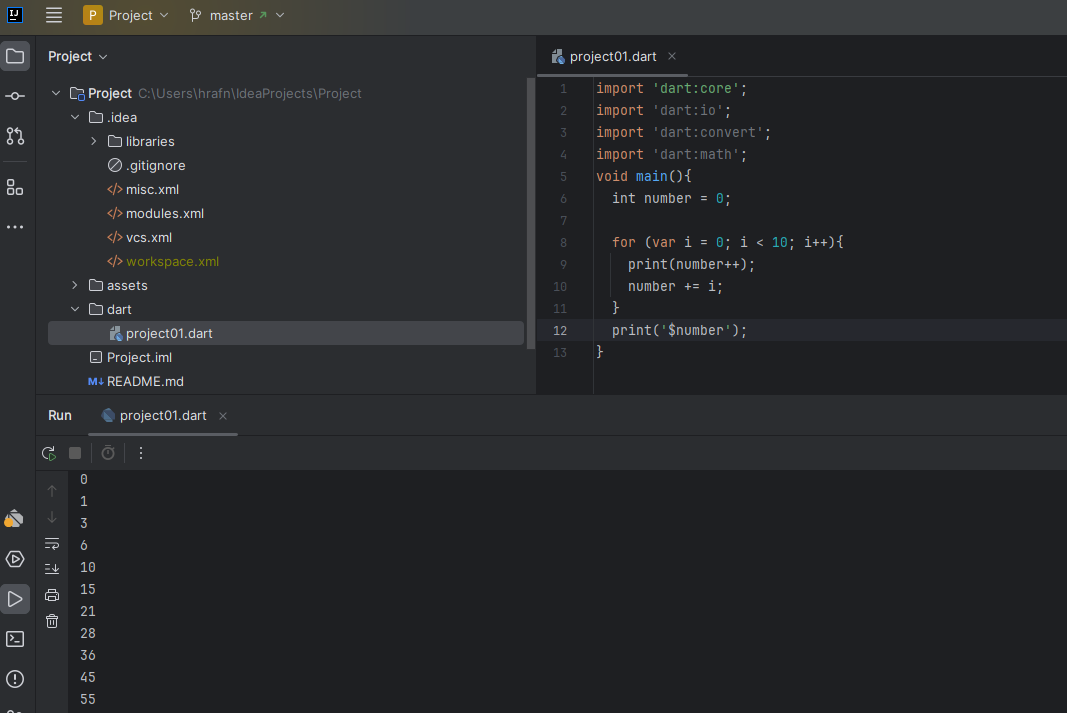 IJ
P Project
master
Project
Project C:\Users\hrafn\IdeaProjects\Project
.idea
libraries
.gitignore
</> misc.xml
</> modules.xml
</> vcs.xml
</> workspace.xml
assets
dart
project01.dart
Project.iml
M↓ README.md
project01.dart
1 import 'dart:core';
2 import 'dart:io';
3 import 'dart:convert';
4 import 'dart:math';
5 void main(){
6   int number = 0;
7
8   for (var i = 0; i < 10; i++){
9     print(number++);
10     number += i;
11   }
12   print('$number');
13 }
Run project01.dart
0
1
3
6
10
15
21
28
36
45
55